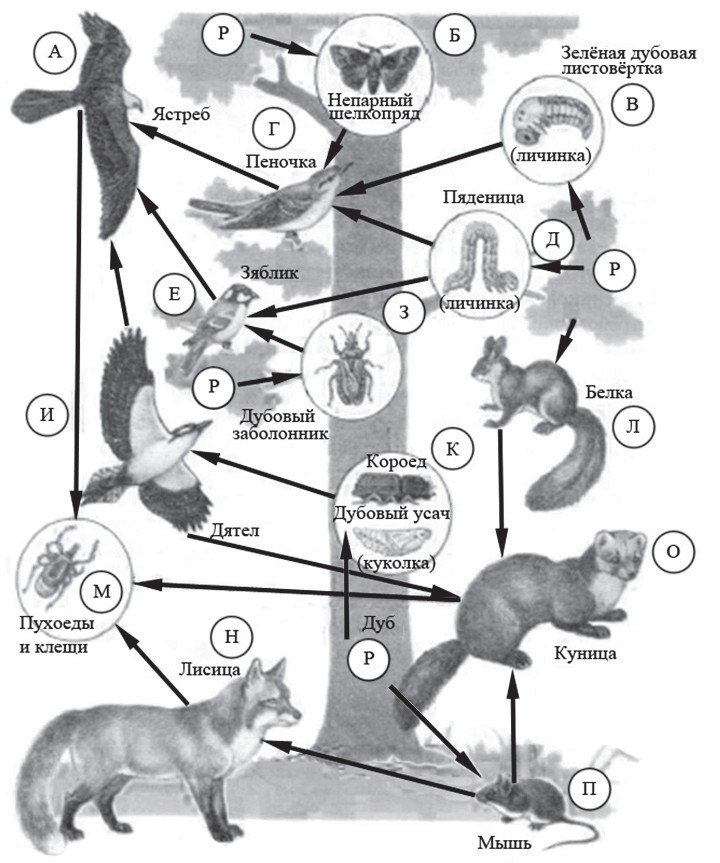 А
Р
Б
Зелёная дубовая
листовёртка
Ястреб
Непарный
шелкопряд
В
Г
Пеночка
(личинка)
Пяденица
Д
Зяблик
Р
Е
З
(личинка)
Р
Белка
Дубовый
заболонник
И
К
Л
Короед
Дубовый усач
Дятел
(куколка)
О
М
Пухоеды
и клещи
Дуб
Н
Лисица
Р
Куница
П
Мышь